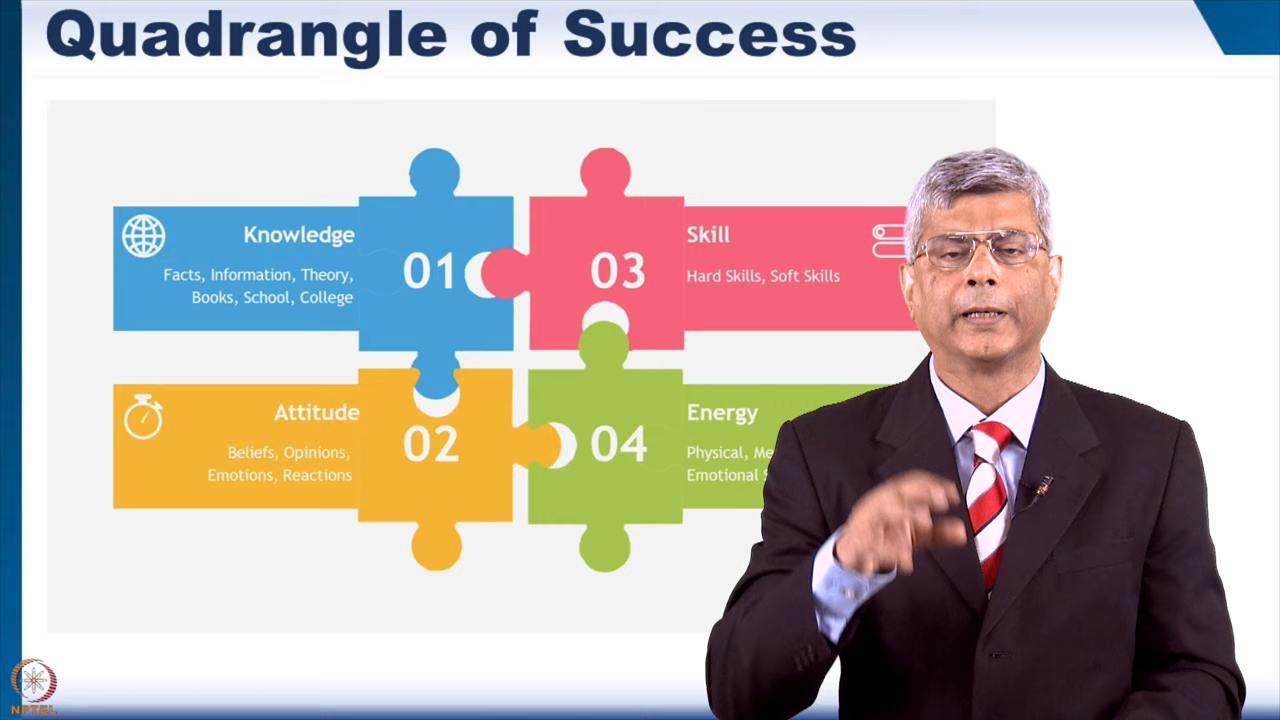 Quadrangle of Success
Knowledge
Facts, Information, Theory,
Books, School, College
01
03
Skill
Hard Skills, Soft Skills
Attitude
Beliefs, Opinions,
Emotions, Reactions
02
04
Energy
Physical,
Emotional
NPTEL